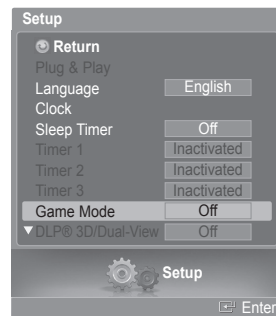 Setup
Return
Plug & Play
Language English
Clock
Sleep Timer Off
Timer 1 Inactivated
Timer 2 Inactivated
Timer 3 Inactivated
Game Mode Off
▼DLP® 3D/Dual-View Off
Setup
Enter